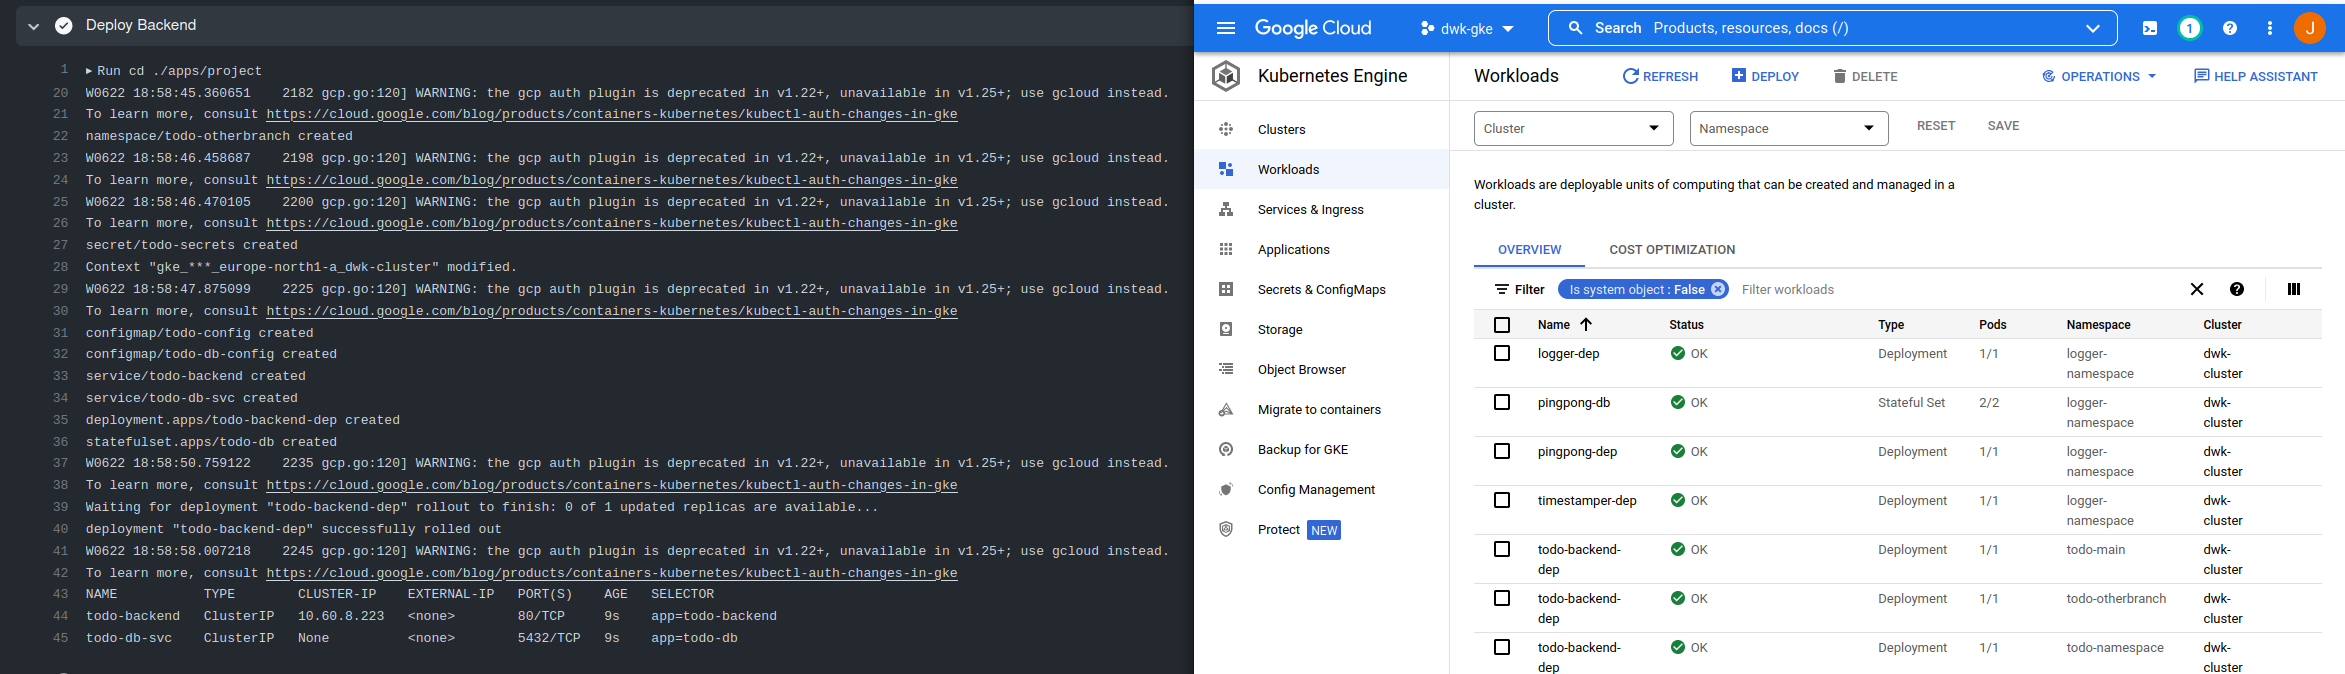 Deploy Backend
1 Run cd ./apps/project
20 W0622 18:58:45.360651 2182 gcp.go:120] WARNING: the gcp auth plugin is deprecated in v1.22+, unavailable in v1.25+; use gcloud instead.
21 To learn more, consult https://cloud.google.com/blog/products/containers-kubernetes/kubectl-auth-changes-in-gke
22 namespace/todo-otherbranch created
23 W0622 18:58:46.458687 2198 gcp.go:120] WARNING: the gcp auth plugin is deprecated in v1.22+, unavailable in v1.25+; use gcloud instead.
24 To learn more, consult https://cloud.google.com/blog/products/containers-kubernetes/kubectl-auth-changes-in-gke
25 W0622 18:58:46.470105 2200 gcp.go:120] WARNING: the gcp auth plugin is deprecated in v1.22+, unavailable in v1.25+; use gcloud instead.
26 To learn more, consult https://cloud.google.com/blog/products/containers-kubernetes/kubectl-auth-changes-in-gke
27 secret/todo-secrets created
28 Context "gke_***_europe-north1-a_dwk-cluster" modified.
29 W0622 18:58:47.875099 2225 gcp.go:120] WARNING: the gcp auth plugin is deprecated in v1.22+, unavailable in v1.25+; use gcloud instead.
30 To learn more, consult https://cloud.google.com/blog/products/containers-kubernetes/kubectl-auth-changes-in-gke
31 configmap/todo-config created
32 configmap/todo-db-config created
33 service/todo-backend created
34 service/todo-db-svc created
35 deployment.apps/todo-backend-dep created
36 statefulset.apps/todo-db created
37 W0622 18:58:50.759122 2235 gcp.go:120] WARNING: the gcp auth plugin is deprecated in v1.22+, unavailable in v1.25+; use gcloud instead.
38 To learn more, consult https://cloud.google.com/blog/products/containers-kubernetes/kubectl-auth-changes-in-gke
39 Waiting for deployment "todo-backend-dep" rollout to finish: 0 of 1 updated replicas are available...
40 deployment "todo-backend-dep" successfully rolled out
41 W0622 18:58:58.007218 2245 gcp.go:120] WARNING: the gcp auth plugin is deprecated in v1.22+, unavailable in v1.25+; use gcloud instead.
42 To learn more, consult https://cloud.google.com/blog/products/containers-kubernetes/kubectl-auth-changes-in-gke
43 NAME TYPE CLUSTER-IP EXTERNAL-IP PORT(S) AGE SELECTOR
44 todo-backend ClusterIP 10.60.8.223 <none> 80/TCP 9s app=todo-backend
45 todo-db-svc ClusterIP None <none> 5432/TCP 9s app=todo-db
Google Cloud dwk-gke Search Products, resources, docs (/) 1 J
Kubernetes Engine
Clusters
Workloads
Services & Ingress
Applications
Secrets & ConfigMaps
Storage
Object Browser
Migrate to containers
Backup for GKE
Config Management
Protect NEW
Workloads REFRESH DEPLOY DELETE OPERATIONS HELP ASSISTANT
Cluster Namespace RESET SAVE
Workloads are deployable units of computing that can be created and managed in a
cluster.
OVERVIEW COST OPTIMIZATION
Filter Is system object : False Filter workloads
Name Status Type Pods Namespace Cluster
logger-dep OK Deployment 1/1 logger- dwk-
namespace cluster
pingpong-db OK Stateful Set 2/2 logger- dwk-
namespace cluster
pingpong-dep OK Deployment 1/1 logger- dwk-
namespace cluster
timestamper-dep OK Deployment 1/1 logger- dwk-
namespace cluster
todo-backend- OK Deployment 1/1 todo-main dwk-
dep cluster
todo-backend- OK Deployment 1/1 todo-otherbranch dwk-
dep cluster
todo-backend- OK Deployment 1/1 todo-namespace dwk-
dep cluster